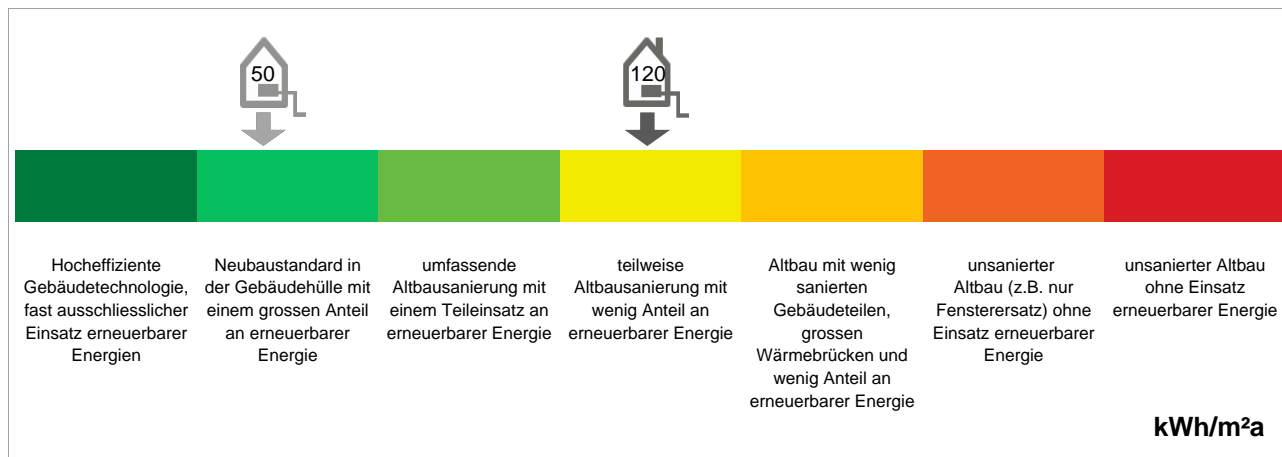 50
120
Hocheffiziente
Gebäudetechnologie,
fast ausschliesslicher
Einsatz erneuerbarer
Energien
Neubaustandard in
der Gebäudehülle mit
einem grossen Anteil
an erneuerbarer
Energie
umfassende
Altbausanierung mit
einem Teileinsatz an
erneuerbarer Energie
teilweise
Altbausanierung mit
wenig Anteil an
erneuerbarer Energie
Altbau mit wenig
sanierten
Gebäudeteilen,
grossen
Wärmebrücken und
wenig Anteil an
erneuerbarer Energie
unsanierter
Altbau (z.B. nur
Fensterersatz) ohne
Einsatz erneuerbarer
Energie
unsanierter Altbau
ohne Einsatz
erneuerbarer Energie
kWh/m²a